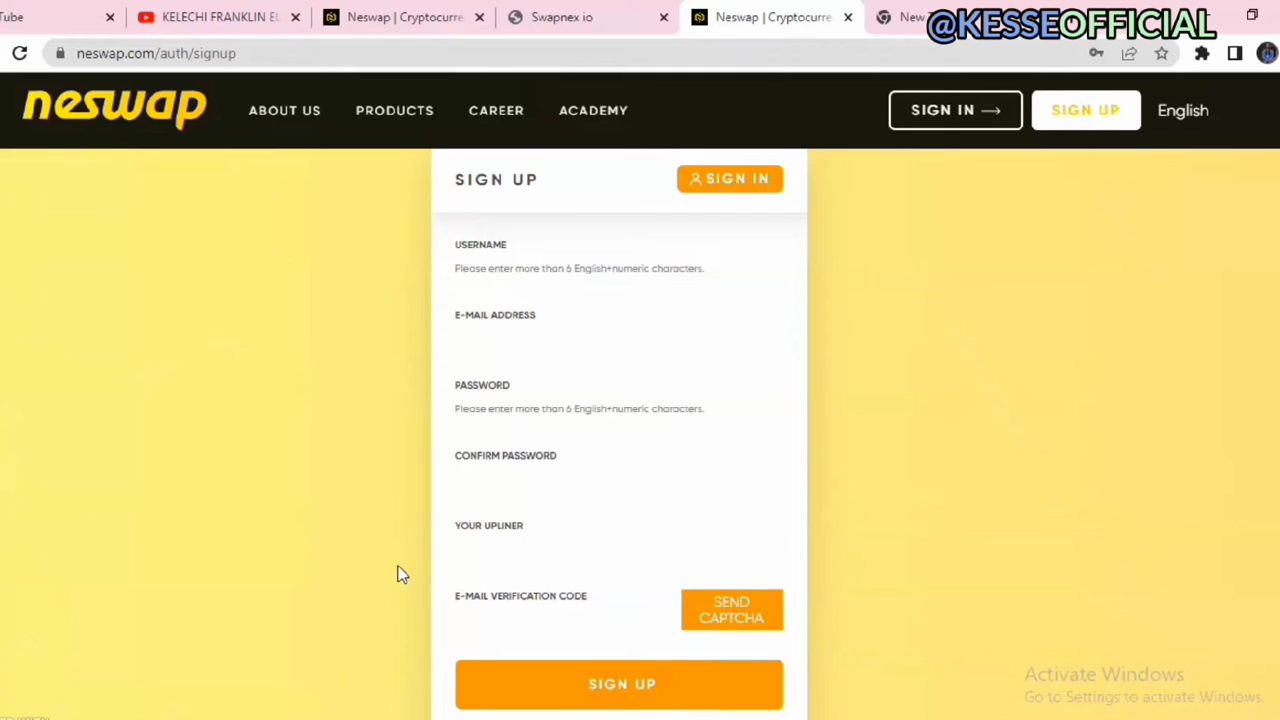 Tube
KELECHI FRANKLIN EL
Neswap | Cryptocurre
Swapnex io
Neswap | Cryptocurre
New
@KESSEOFFICIAL
neswap.com/auth/signup
neswap
ABOUT US
PRODUCTS
CAREER
ACADEMY
SIGN IN
SIGN UP
English
SIGN UP
SIGN IN
USERNAME
Please enter more than 6 English+numeric characters.
E-MAIL ADDRESS
PASSWORD
Please enter more than 6 English+numeric characters.
CONFIRM PASSWORD
YOUR UPLINER
E-MAIL VERIFICATION CODE
SEND
CAPTCHA
SIGN UP
Activate Windows
Go to Settings to activate Windows.